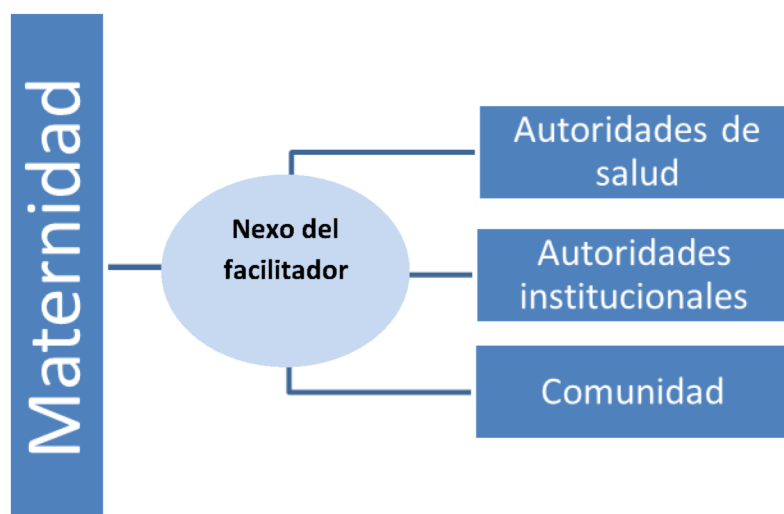 Maternidad
Nexo del
facilitador
Autoridades de
salud
Autoridades
institucionales
Comunidad